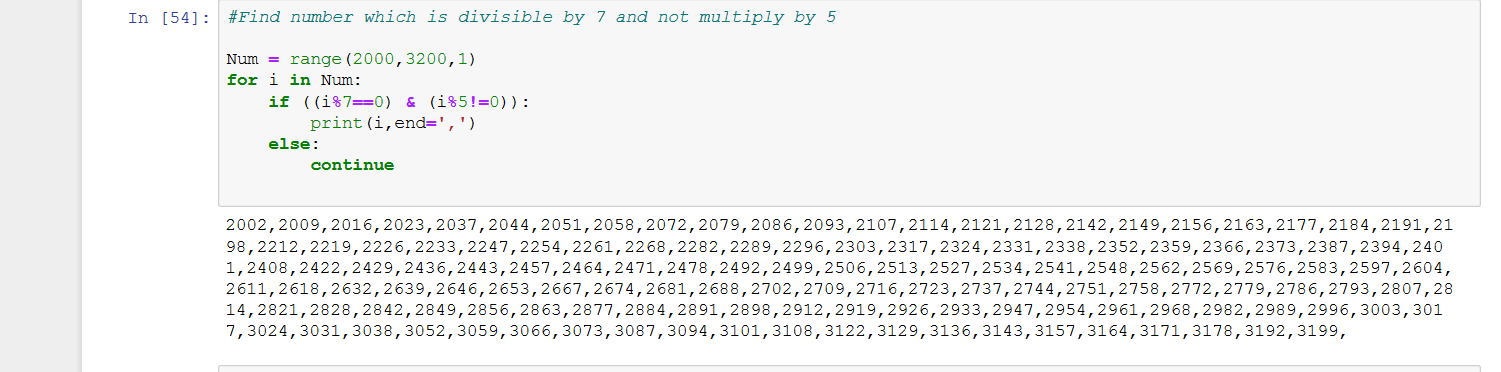 In [54]: #Find number which is divisible by 7 and not multiply by 5
Num = range(2000,3200,1)
for i in Num:
    if ((i%7==0) & (i%5!=0)):
        print(i,end=',')
    else:
        continue
2002,2009,2016,2023,2037,2044,2051,2058,2072,2079,2086,2093,2107,2114,2121,2128,2142,2149,2156,2163,2177,2184,2191,21
98,2212,2219,2226,2233,2247,2254,2261,2268,2282,2289,2296,2303,2317,2324,2331,2338,2352,2359,2366,2373,2387,2394,240
1,2408,2422,2429,2436,2443,2457,2464,2471,2478,2492,2499,2506,2513,2527,2534,2541,2548,2562,2569,2576,2583,2597,2604,
2611,2618,2632,2639,2646,2653,2667,2674,2681,2688,2702,2709,2716,2723,2737,2744,2751,2758,2772,2779,2786,2793,2807,28
14,2821,2828,2842,2849,2856,2863,2877,2884,2891,2898,2912,2919,2926,2933,2947,2954,2961,2968,2982,2989,2996,3003,301
7,3024,3031,3038,3052,3059,3066,3073,3087,3094,3101,3108,3122,3129,3136,3143,3157,3164,3171,3178,3192,3199,